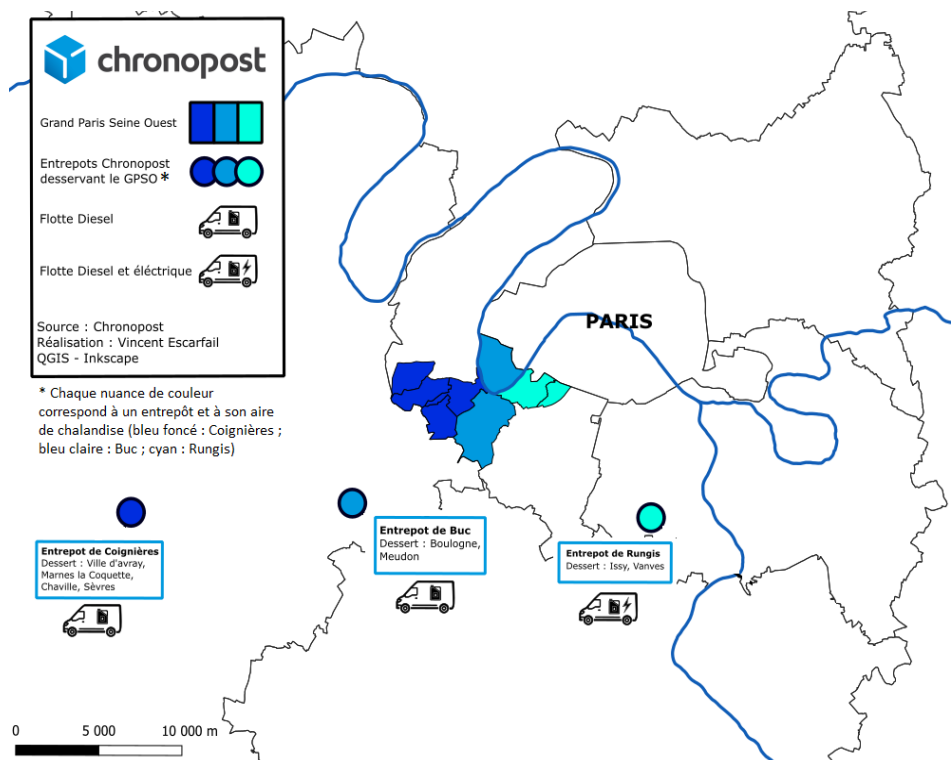 chronopost
Grand Paris Seine Ouest
Entrepots Chronopost
desservant le GPSO *
Flotte Diesel
Flotte Diesel et éléctrique
Source : Chronopost
Réalisation : Vincent Escarfail
QGIS - Inkscape
* Chaque nuance de couleur
correspond à un entrepôt et à son aire
de chalandise (bleu foncé : Coignières ;
bleu claire : Buc ; cyan : Rungis)
PARIS
Entrepot de Coignières
Dessert : Ville d'avray,
Marnes la Coquette,
Chaville, Sèvres
Entrepot de Buc
Dessert : Boulogne,
Meudon
Entrepot de Rungis
Dessert : Issy, Vanves
0 5 000 10 000 m